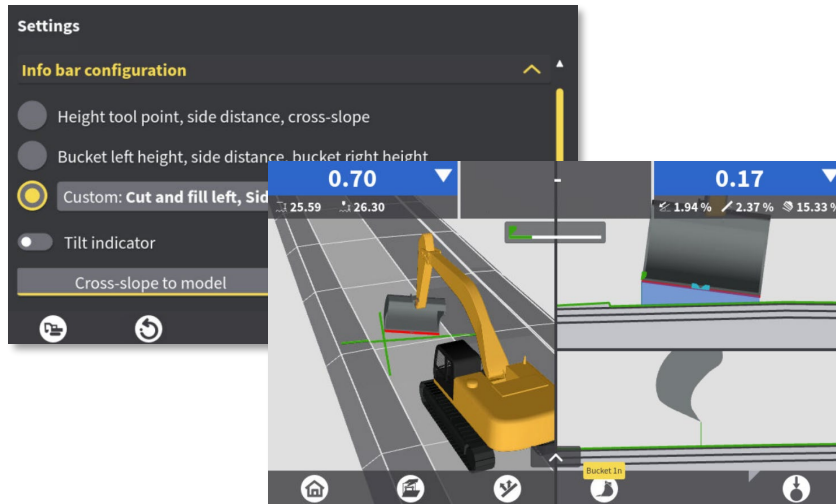 Settings
Info bar configuration
Height tool point, side distance, cross-slope
Bucket left height, side distance, bucket right height
Custom: Cut and fill left, Sid
Tilt indicator
Cross-slope to model
0.70
-
0.17
25.59 26.30
1.94 % 2.37 % 15.33 %
Bucket 1n